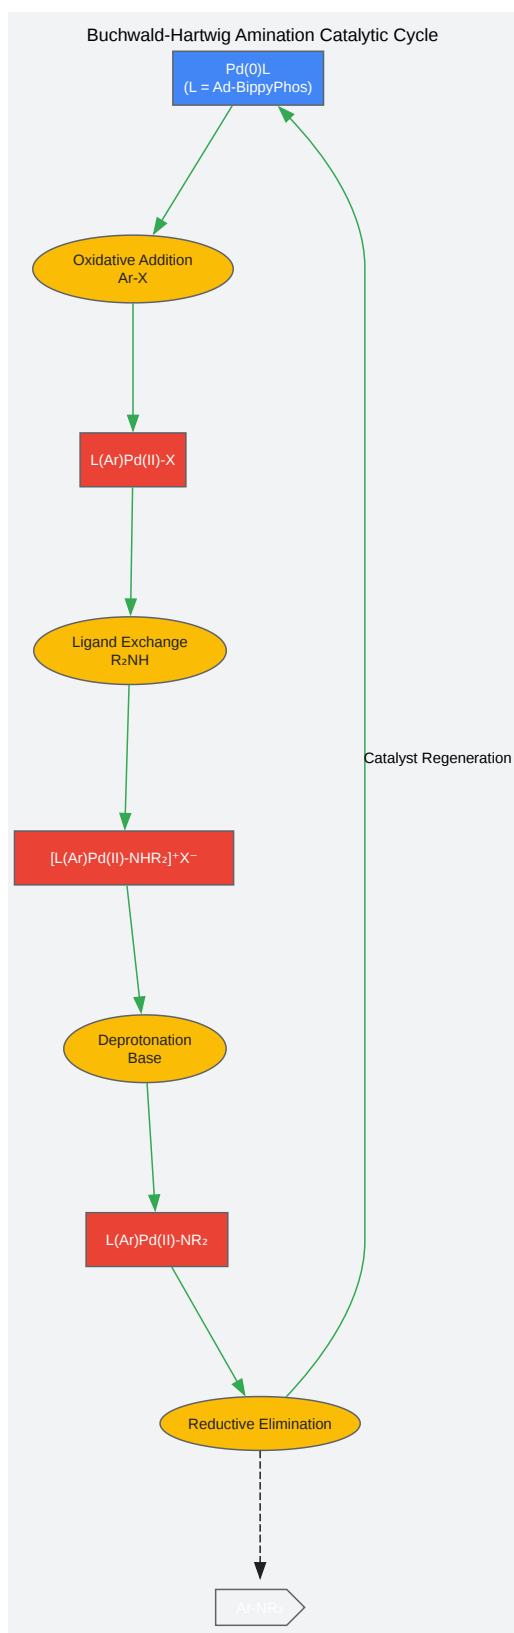 Buchwald-Hartwig Amination Catalytic Cycle
Pd(0)L
(L = Ad-BippyPhos)
Oxidative Addition
Ar-X
L(Ar)Pd(II)-X
Ligand Exchange
R₂NH
Catalyst Regeneration
[L(Ar)Pd(II)-NHR₂]⁺X⁻
Deprotonation
Base
L(Ar)Pd(II)-NR₂
Reductive Elimination
Ar-NR₂